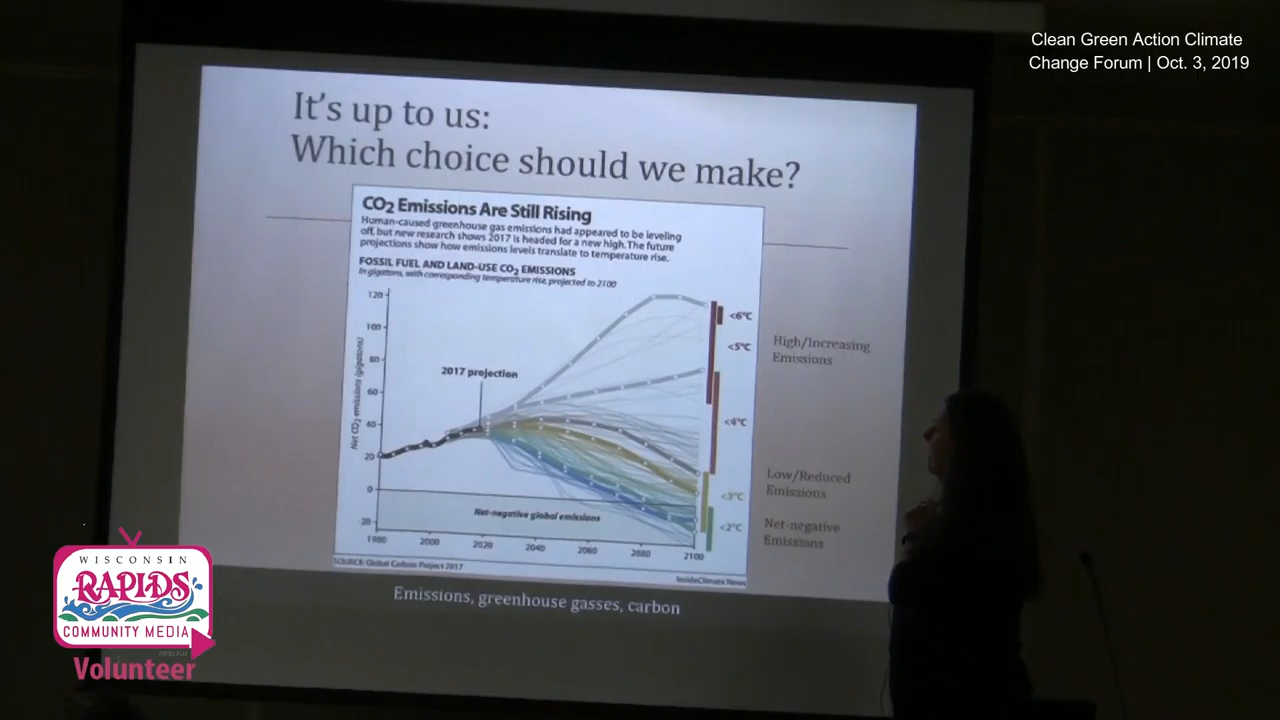 Clean Green Action Climate
Change Forum | Oct. 3, 2019
It's up to us:
Which choice should we make?
CO2 Emissions Are Still Rising
Human-caused greenhouse gas emissions had appeared to be leveling
off, but new research shows 2017 is headed for a new high. The future
projections show how emissions levels translate to temperature rise.
FOSSIL FUEL AND LAND-USE CO2 EMISSIONS
In gigatons, with corresponding temperature rise, projected to 2100
120
100
80
60
40
20
0
-20
Net CO2 emissions (gigatons)
2017 projection
Net-negative global emissions
1980 2000 2020 2040 2060 2080 2100
<6°C
<5°C
<4°C
<3°C
<2°C
High/Increasing
Emissions
Low/Reduced
Emissions
Net-negative
Emissions
SOURCE: Global Carbon Project 2017
InsideClimate News
Emissions, greenhouse gasses, carbon
WISCONSIN
RAPIDS
COMMUNITY MEDIA
Volunteer